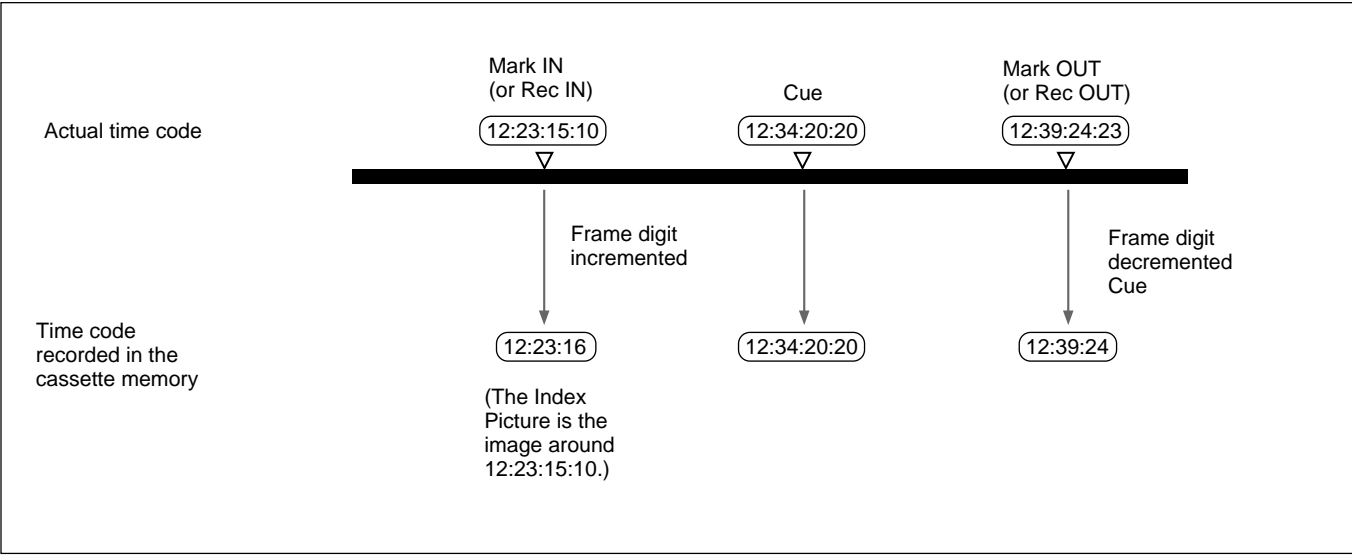 Mark IN
(or Rec IN)
Cue
Mark OUT
(or Rec OUT)
Actual time code
12:23:15:10
12:34:20:20
12:39:24:23
Frame digit
incremented
Frame digit
decremented
Cue
Time code
recorded in the
cassette memory
12:23:16
12:34:20:20
12:39:24
(The Index
Picture is the
image around
12:23:15:10.)